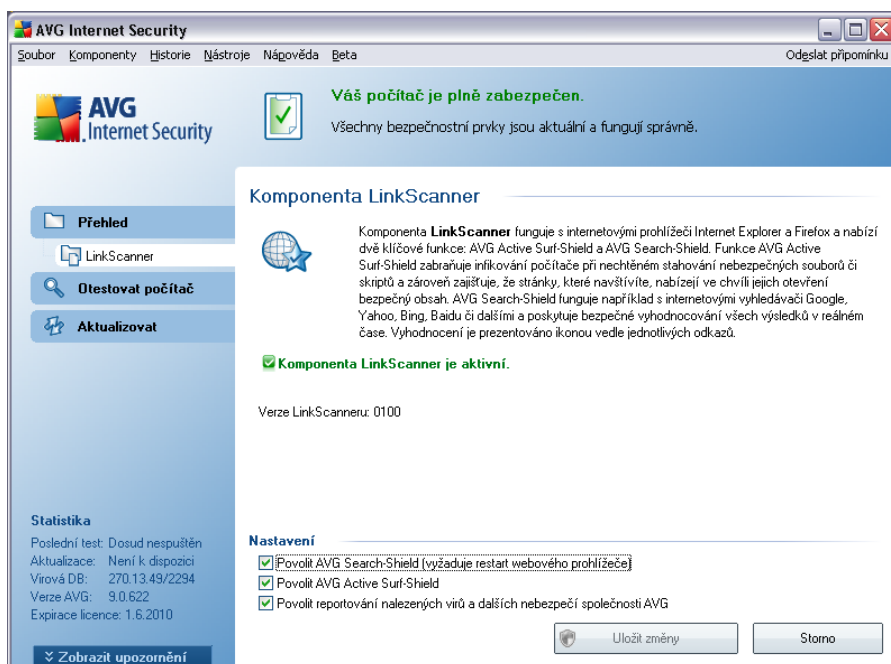 AVG Internet Security
Soubor Komponenty Historie Nástroje Nápověda Beta Odeslat připomínku
AVG
Internet Security
Váš počítač je plně zabezpečen.
Všechny bezpečnostní prvky jsou aktuální a fungují správně.
Přehled
LinkScanner
Otestovat počítač
Aktualizovat
Komponenta LinkScanner
Komponenta LinkScanner funguje s internetovými prohlížeči Internet Explorer a Firefox a nabízí
dvě klíčové funkce: AVG Active Surf-Shield a AVG Search-Shield. Funkce AVG Active
Surf-Shield zabraňuje infikování počítače při nechtěném stahování nebezpečných souborů či
skriptů a zároveň zajišťuje, že stránky, které navštívíte, nabízejí ve chvíli jejich otevření
bezpečný obsah. AVG Search-Shield funguje například s internetovými vyhledávači Google,
Yahoo, Bing, Baidu či dalšími a poskytuje bezpečné vyhodnocování všech výsledků v reálném
čase. Vyhodnocení je prezentováno ikonou vedle jednotlivých odkazů.
Komponenta LinkScanner je aktivní.
Verze LinkScanneru: 0100
Statistika
Poslední test: Dosud nespuštěn
Aktualizace: Není k dispozici
Virová DB: 270.13.49/2294
Verze AVG: 9.0.622
Expirace licence: 1.6.2010
Zobrazit upozornění
Nastavení
Povolit AVG Search-Shield (vyžaduje restart webového prohlížeče)
Povolit AVG Active Surf-Shield
Povolit reportování nalezených virů a dalších nebezpečí společnosti AVG
Uložit změny
Storno